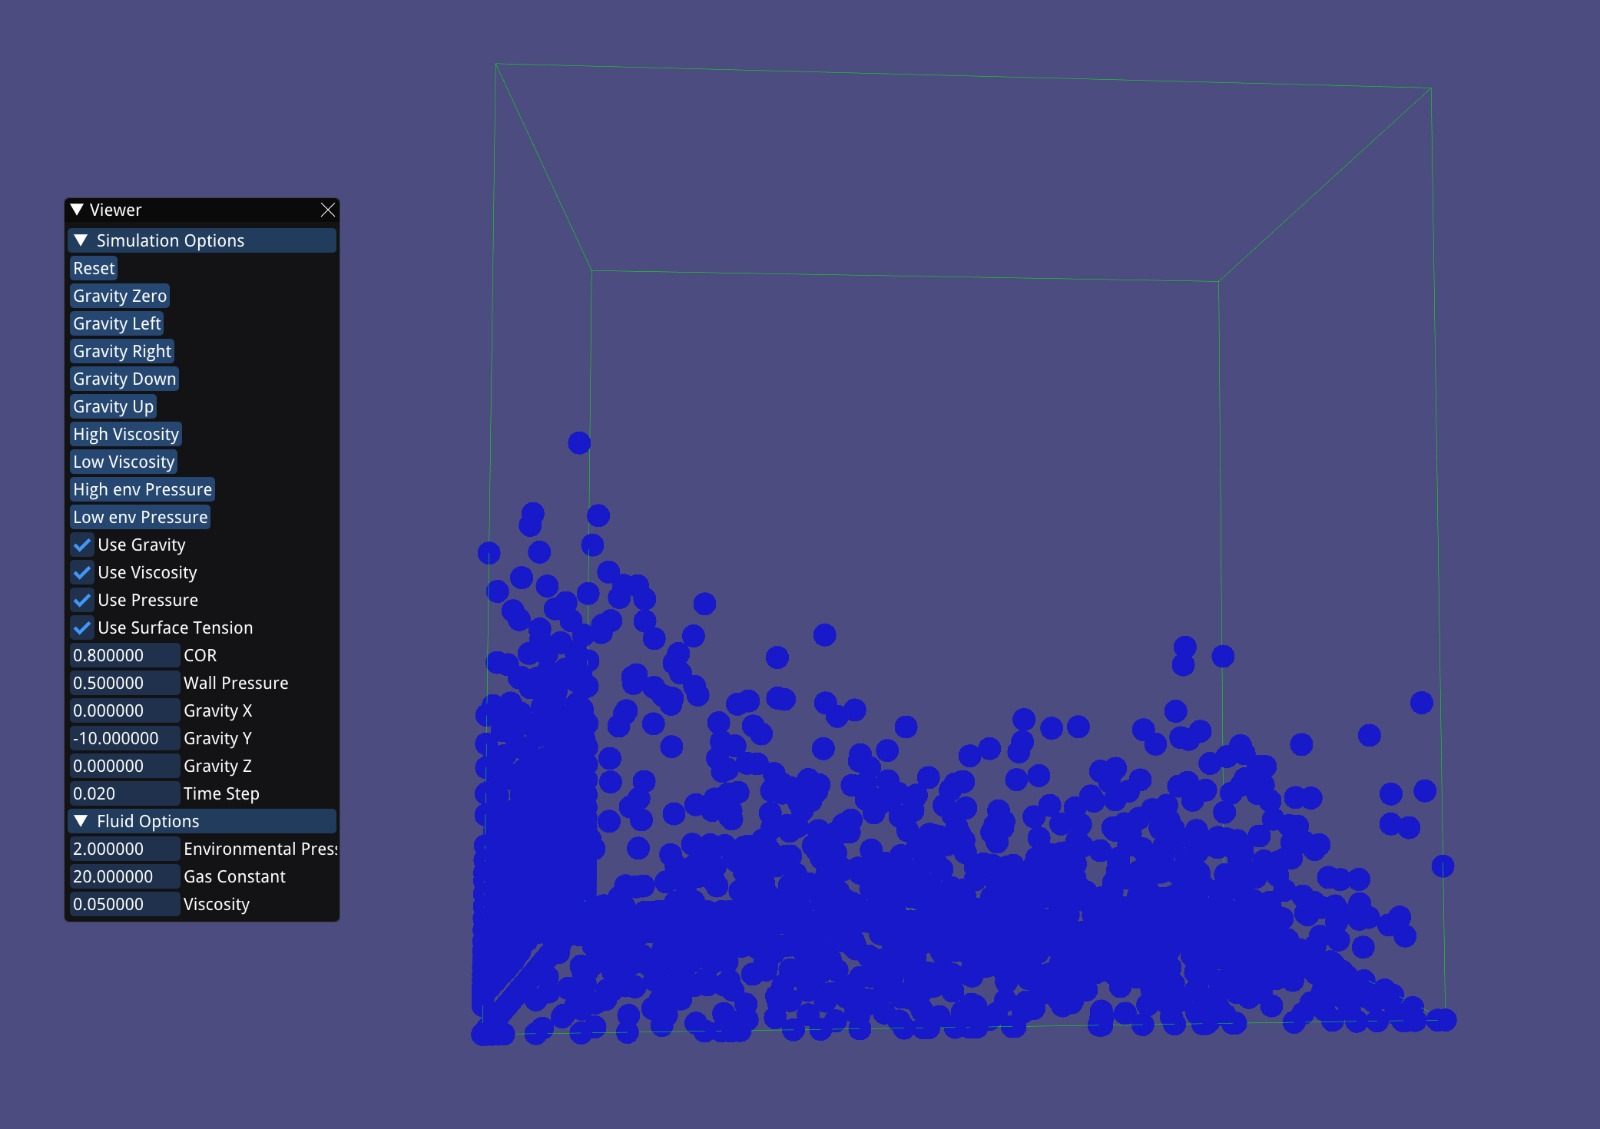 Viewer
Simulation Options
Reset
Gravity Zero
Gravity Left
Gravity Right
Gravity Down
Gravity Up
High Viscosity
Low Viscosity
High env Pressure
Low env Pressure
Use Gravity
Use Viscosity
Use Pressure
Use Surface Tension
0.800000 COR
0.500000 Wall Pressure
0.000000 Gravity X
-10.000000 Gravity Y
0.000000 Gravity Z
0.020 Time Step
Fluid Options
2.000000 Environmental Pres
20.000000 Gas Constant
0.050000 Viscosity